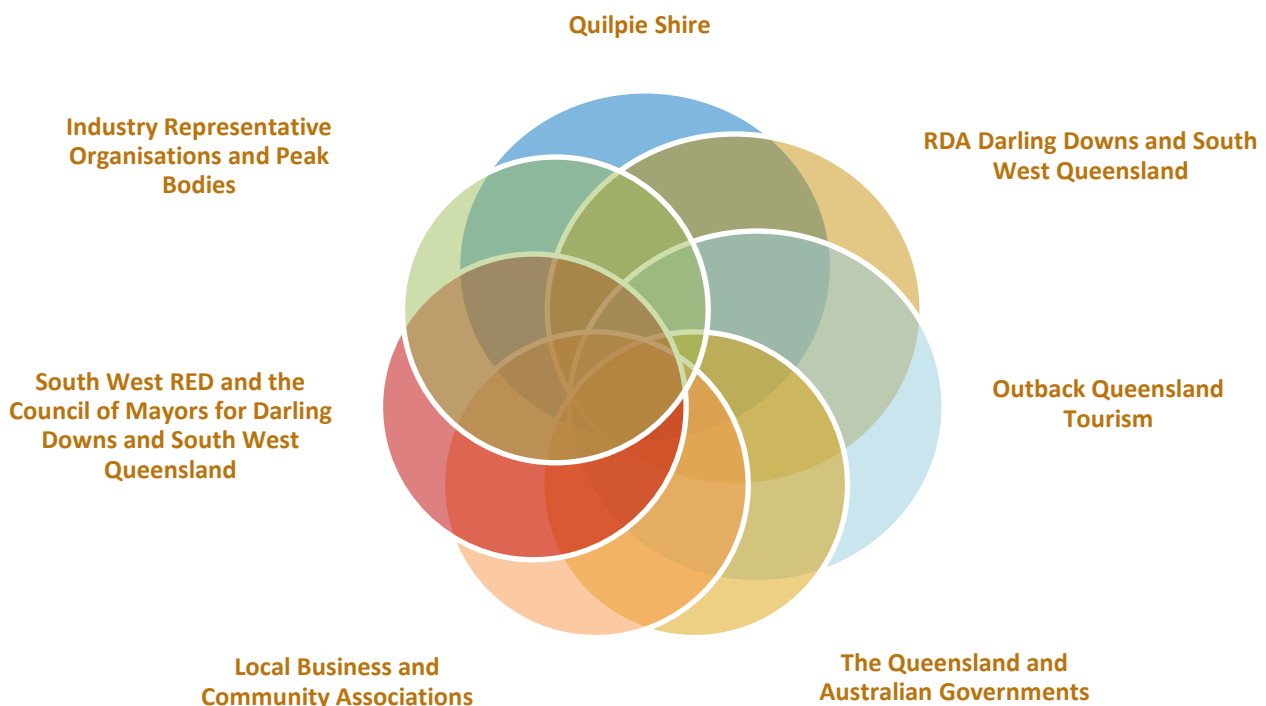 Quilpie Shire
Industry Representative
Organisations and Peak
Bodies
RDA Darling Downs and South
West Queensland
South West RED and the
Council of Mayors for Darling
Downs and South West
Queensland
Outback Queensland
Tourism
Local Business and
Community Associations
The Queensland and
Australian Governments